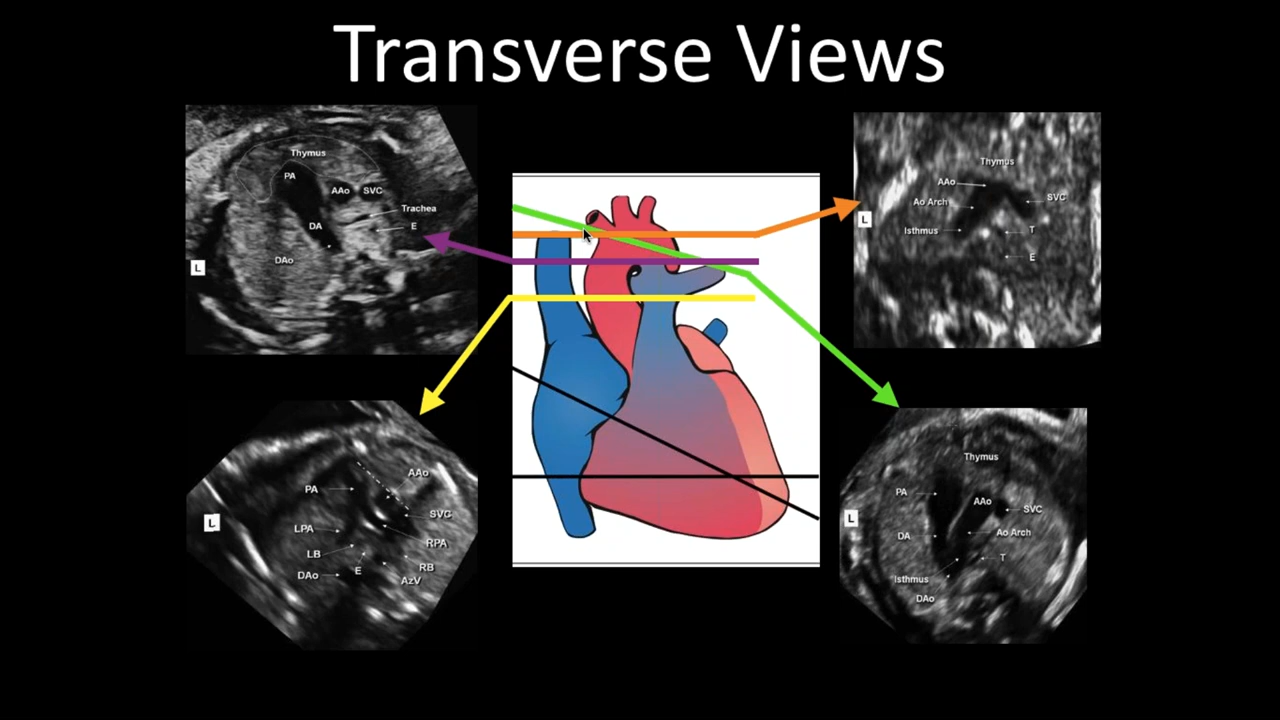 Transverse Views
Thymus
PA
AAo
SVC
Trachea
DA
E
DAo
L
Thymus
AAo
Ao Arch
SVC
L
Isthmus
T
E
AAo
PA
SVC
L
LPA
RPA
LB
RB
DAo
E
AzV
Thymus
PA
AAo
SVC
L
DA
Ao Arch
T
Isthmus
DAo